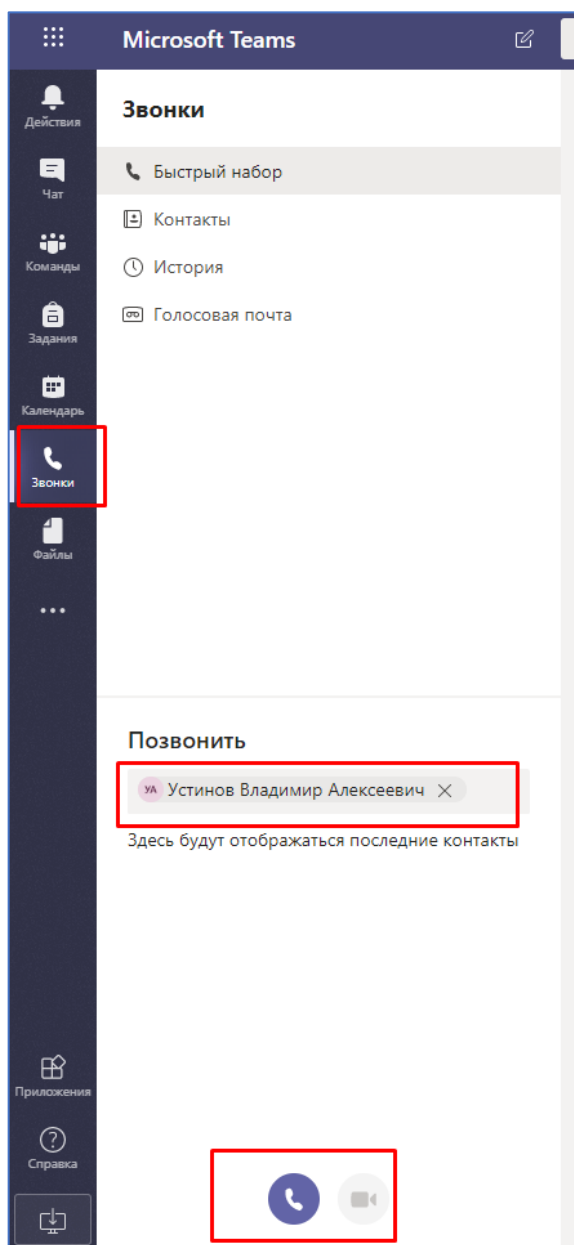 Microsoft Teams
Действия
Чат
Команды
Задания
Календарь
Звонки
Файлы
Приложения
Справка
Звонки
Быстрый набор
Контакты
История
Голосовая почта
Позвонить
УА Устинов Владимир Алексеевич
Здесь будут отображаться последние контакты